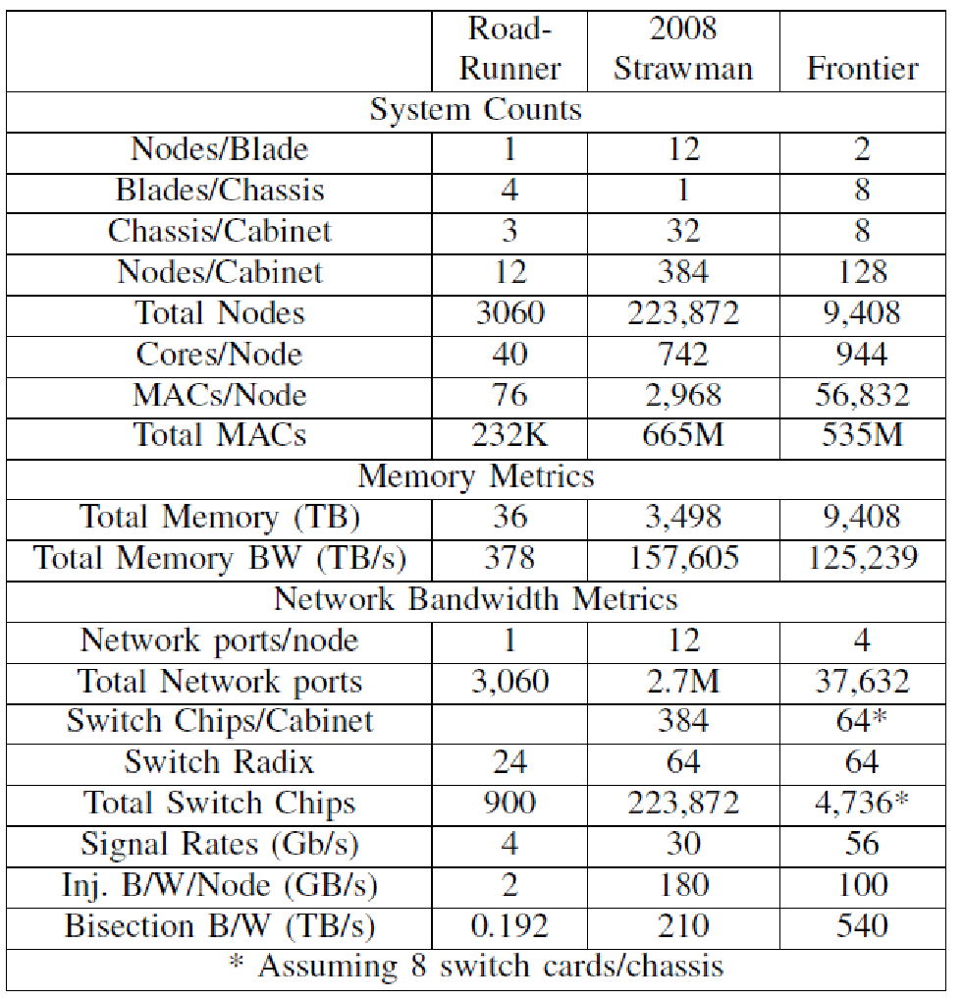 Road-Runner 2008 Strawman Frontier
System Counts
Nodes/Blade 1 12 2
Blades/Chassis 4 1 8
Chassis/Cabinet 3 32 8
Nodes/Cabinet 12 384 128
Total Nodes 3060 223,872 9,408
Cores/Node 40 742 944
MACs/Node 76 2,968 56,832
Total MACs 232K 665M 535M
Memory Metrics
Total Memory (TB) 36 3,498 9,408
Total Memory BW (TB/s) 378 157,605 125,239
Network Bandwidth Metrics
Network ports/node 1 12 4
Total Network ports 3,060 2.7M 37,632
Switch Chips/Cabinet 384 64*
Switch Radix 24 64 64
Total Switch Chips 900 223,872 4,736*
Signal Rates (Gb/s) 4 30 56
Inj. B/W/Node (GB/s) 2 180 100
Bisection B/W (TB/s) 0.192 210 540
* Assuming 8 switch cards/chassis